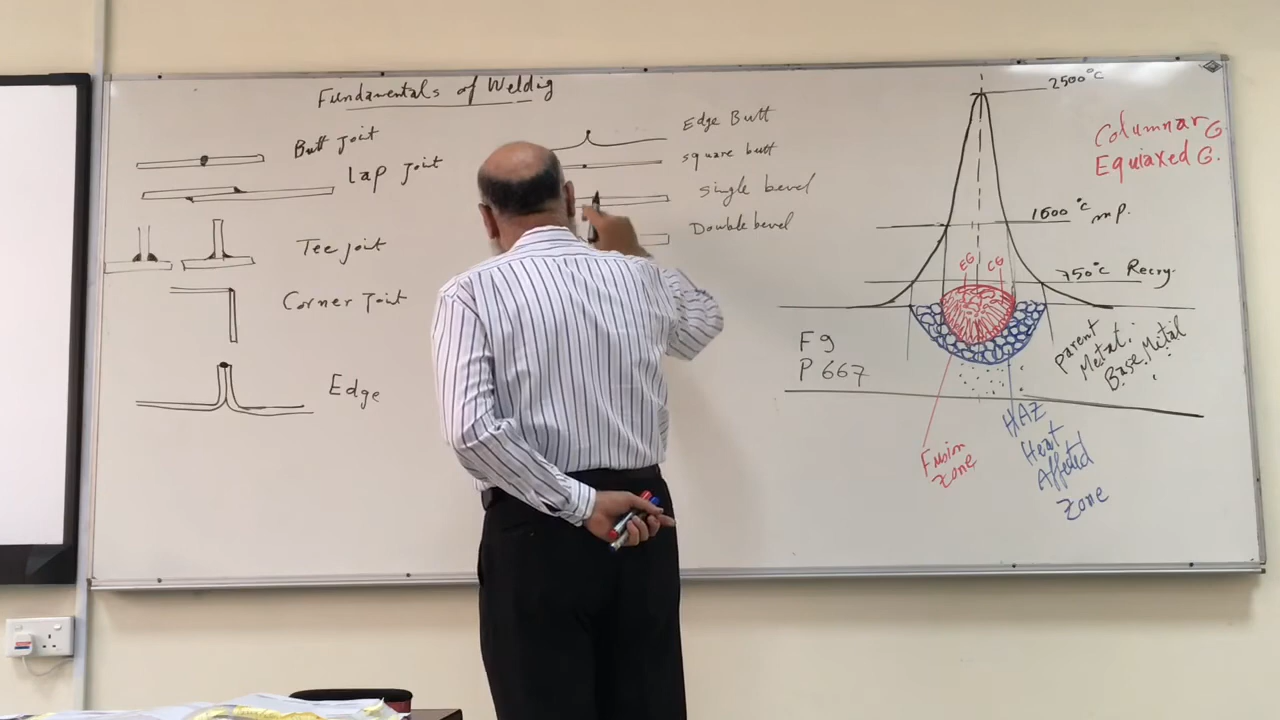 Fundamentals of Weldig
Butt Joint
Lap Joint
Tee joint
Corner Joint
Edge
Edge Butt
square butt
single bevel
Double bevel
2500°C
Columnar G.
Equiaxed G.
1600°C m.p.
750°C Recry.
EG CG
F9
P 667
Parent
Metal:
Base Metal
Fusion
Zone
HAZ
Heat
Affected
Zone